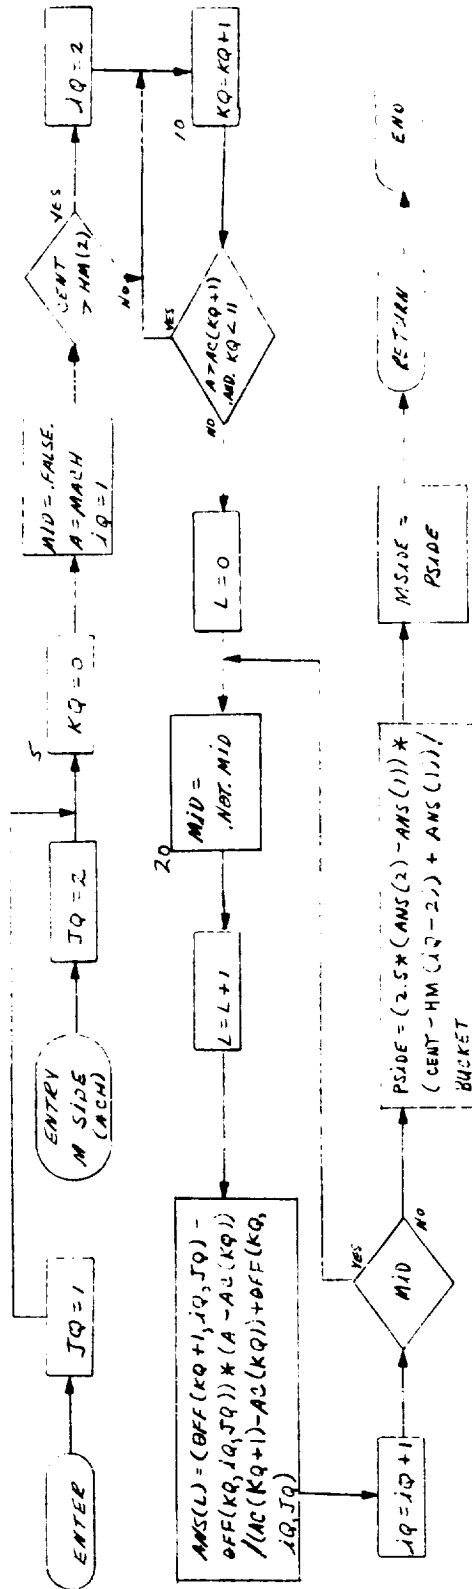 ENTER
JQ=1
ENTRY
M SIDE
(MCH)
JQ=2
5
KQ=0
MID=.FALSE.
A=MACH
iQ=1
CENT
>HM(2)
YES
NO
iQ=2
10
KQ=KQ+1
A>AC(KQ+1)
.AND. KQ<11
YES
NO
L=0
20
MID=
.NOT.MID
L=L+1
ANS(L)=(OFF(KQ+1,iQ,JQ)-
OFF(KQ,iQ,JQ))*(A-AC(KQ))
/(AC(KQ+1)-AC(KQ))+OFF(KQ,
iQ,JQ)
iQ=iQ+1
MID
YES
NO
PSIDE=(2.5*(ANS(2)-ANS(1))*
(CENT-HM(iQ-2))+ANS(1))/
BUCKET
MSIDE=
PSIDE
RETURN
END